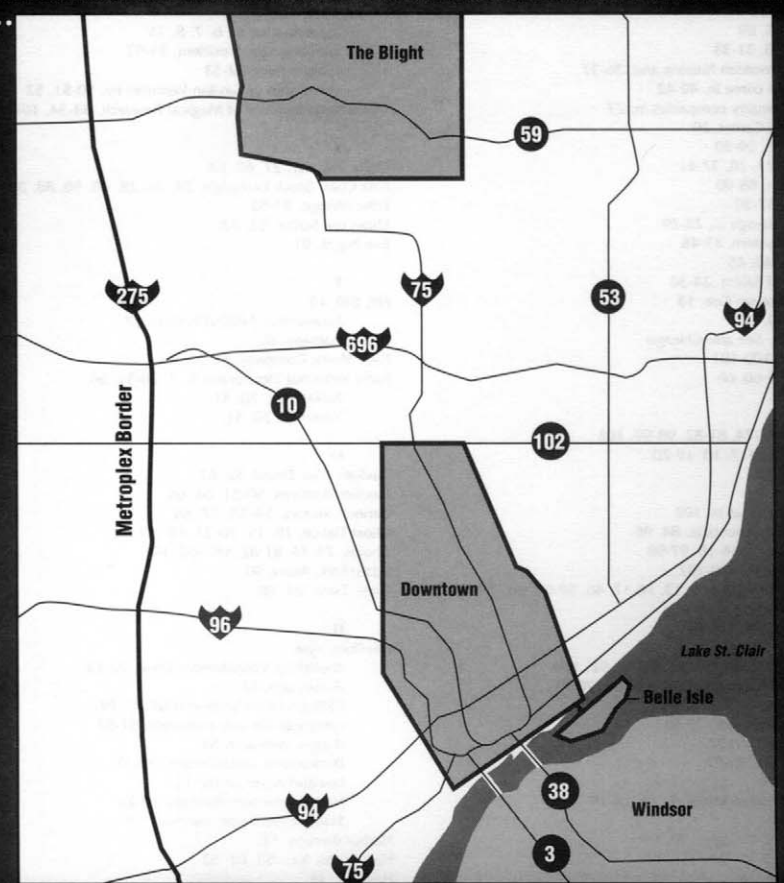 The Blight
59
275
75
53
94
696
10
102
Metroplex Border
Downtown
96
Lake St. Clair
Belle Isle
94
38
Windsor
3
75